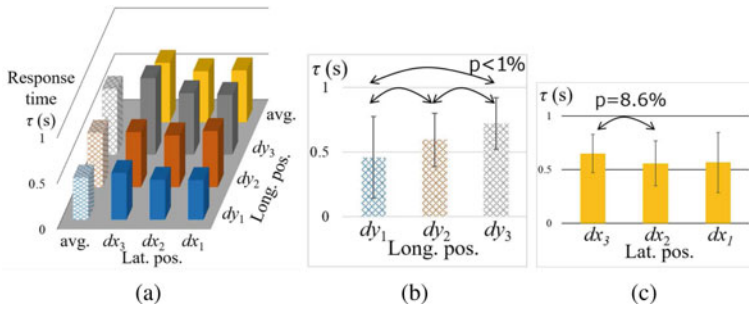 Response
time
τ (s)
1
0.5
0
avg.
dy3
dy2
dy1
Long. pos.
avg. dx3 dx2 dx1
Lat. pos.
(a)
p<1%
τ (s)
1
0.5
0
dy1 dy2 dy3
Long. pos.
(b)
τ (s)
p=8.6%
1
0.5
0
dx3 dx2 dx1
Lat. pos.
(c)